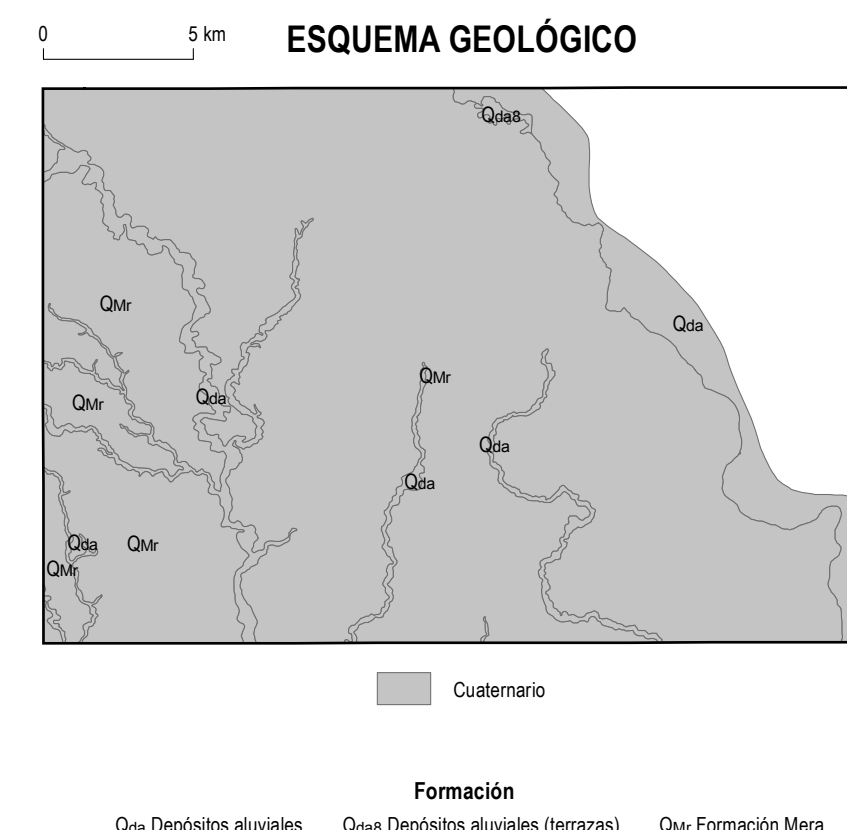 0 5 km ESQUEMA GEOLÓGICO
Qda8
QMr
Qda
QMr
QMr
Qda
Qda
Qda
Qda
QMr
QMr
Cuaternario
Formación
Qda Depósitos aluviales Qda8 Depósitos aluviales (terrazas) QMr Formación Mera